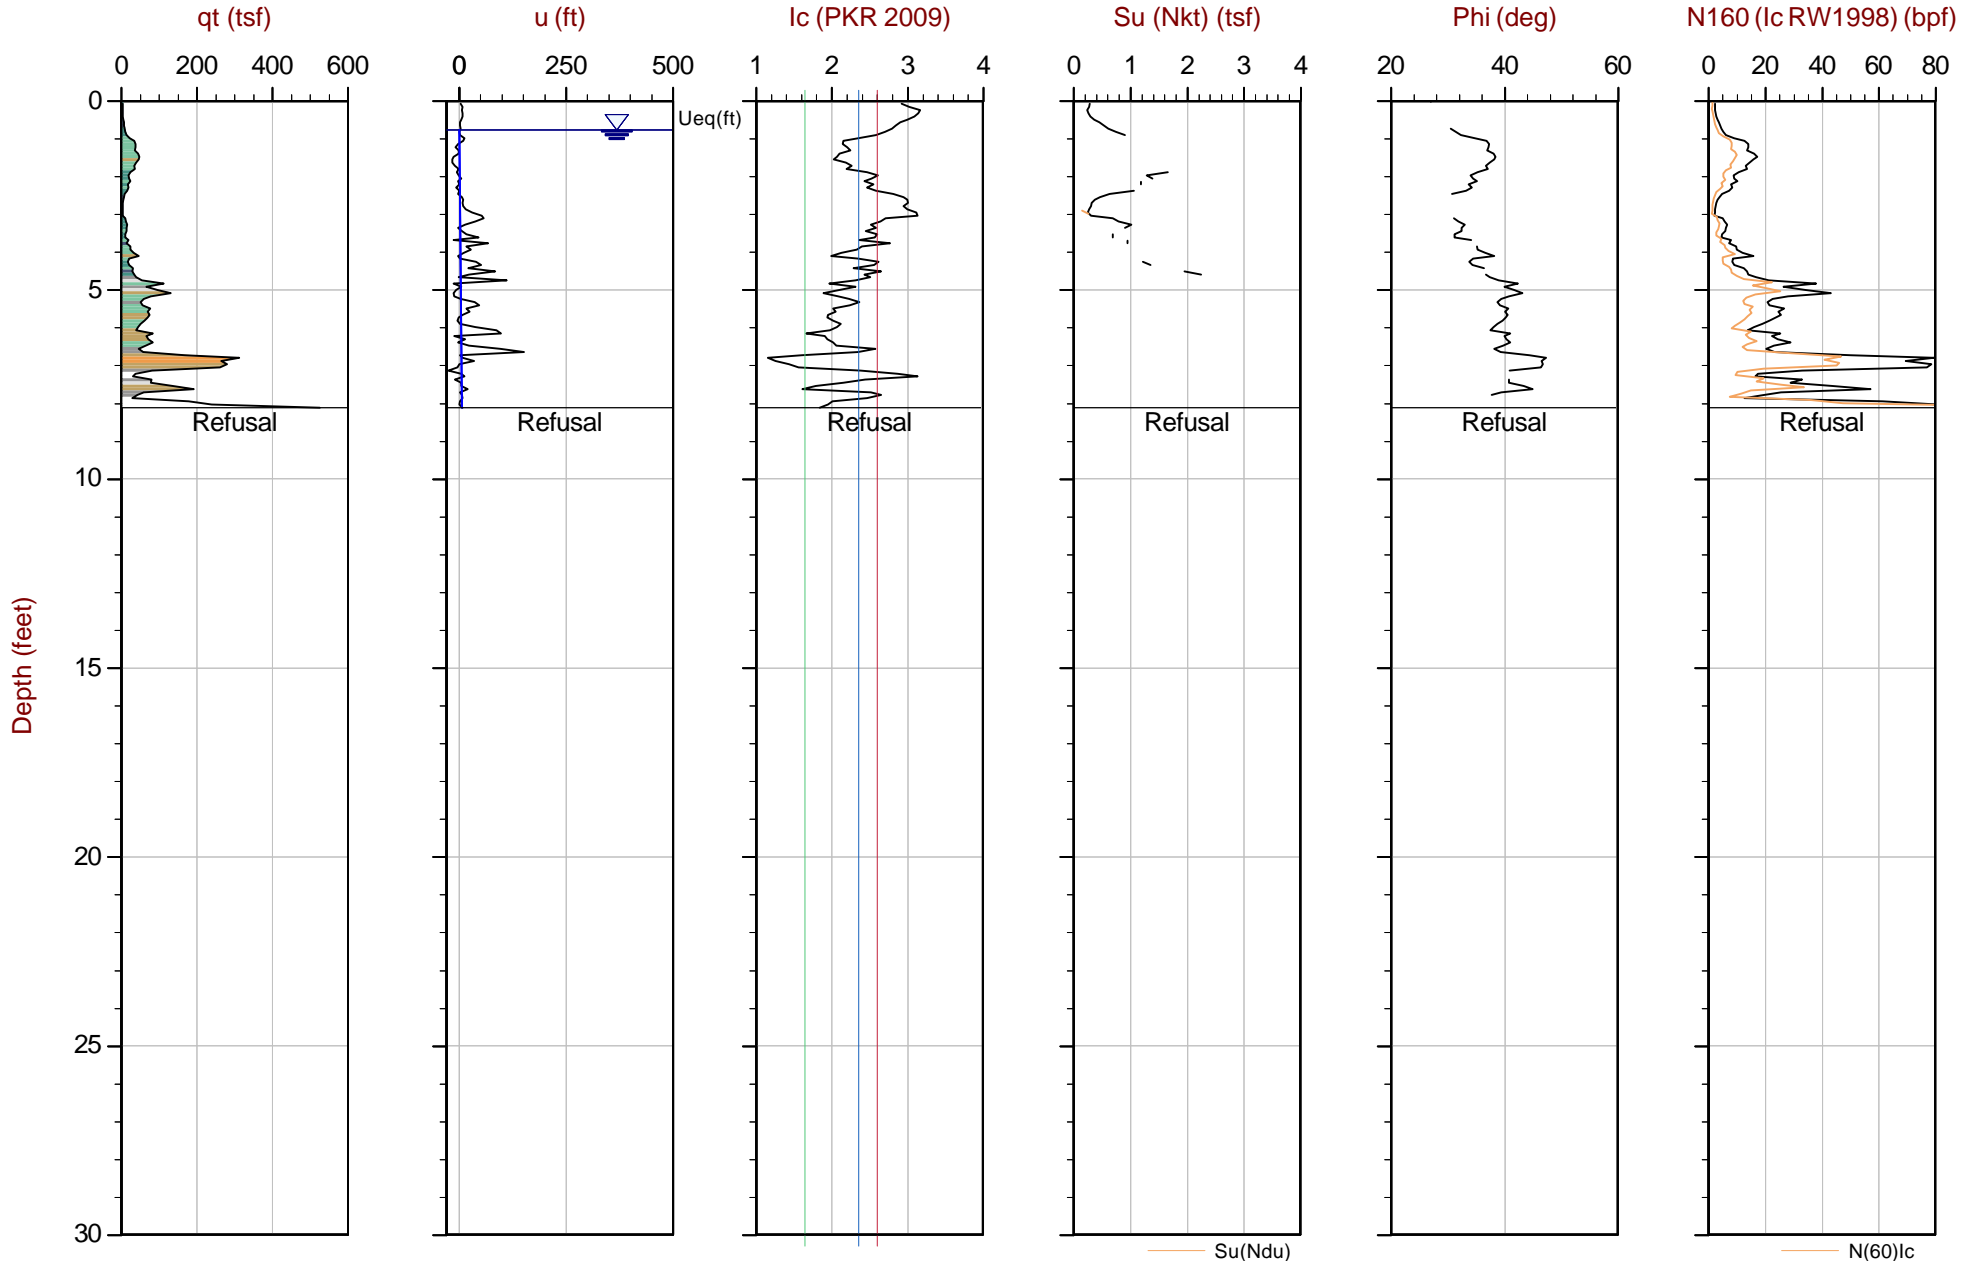 qt (tsf)
u (ft)
Ic (PKR 2009)
Su (Nkt) (tsf)
Phi (deg)
N160 (Ic RW1998) (bpf)
0 200 400 600
0 250 500
1 2 3 4
0 1 2 3 4
20 40 60
0 20 40 60 80
0
5
10
15
20
25
30
Depth (feet)
Ueq(ft)
Refusal
Refusal
Refusal
Refusal
Refusal
Refusal
Su(Ndu)
N(60)Ic